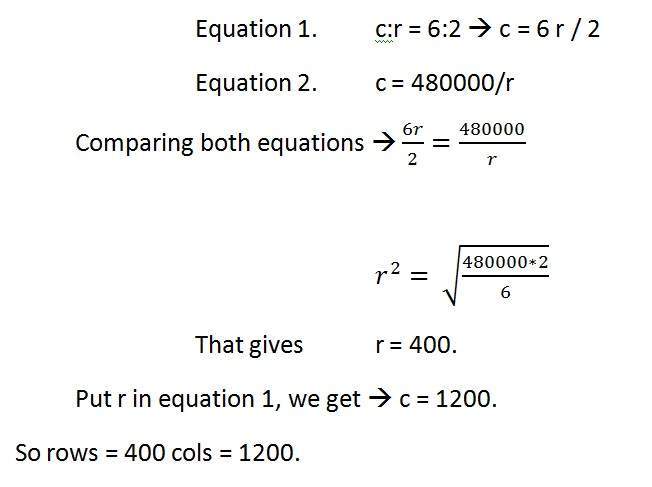 Equation 1. c:r = 6:2 → c = 6 r / 2
Equation 2. c = 480000/r
Comparing both equations → 6r/2 = 480000/r
r² = √(480000*2/6)
That gives r = 400.
Put r in equation 1, we get → c = 1200.
So rows = 400 cols = 1200.